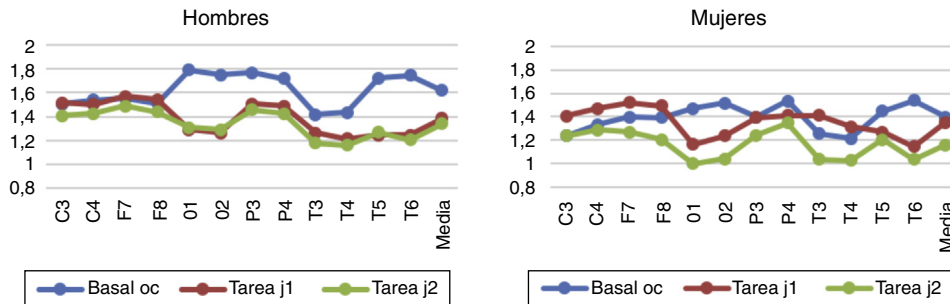 Hombres
2
1,8
1,6
1,4
1,2
1
0,8
C3 C4 F7 F8 01 02 P3 P4 T3 T4 T5 T6 Media
Basal oc Tarea j1 Tarea j2
Mujeres
2
1,8
1,6
1,4
1,2
1
0,8
C3 C4 F7 F8 01 02 P3 P4 T3 T4 T5 T6 Media
Basal oc Tarea j1 Tarea j2